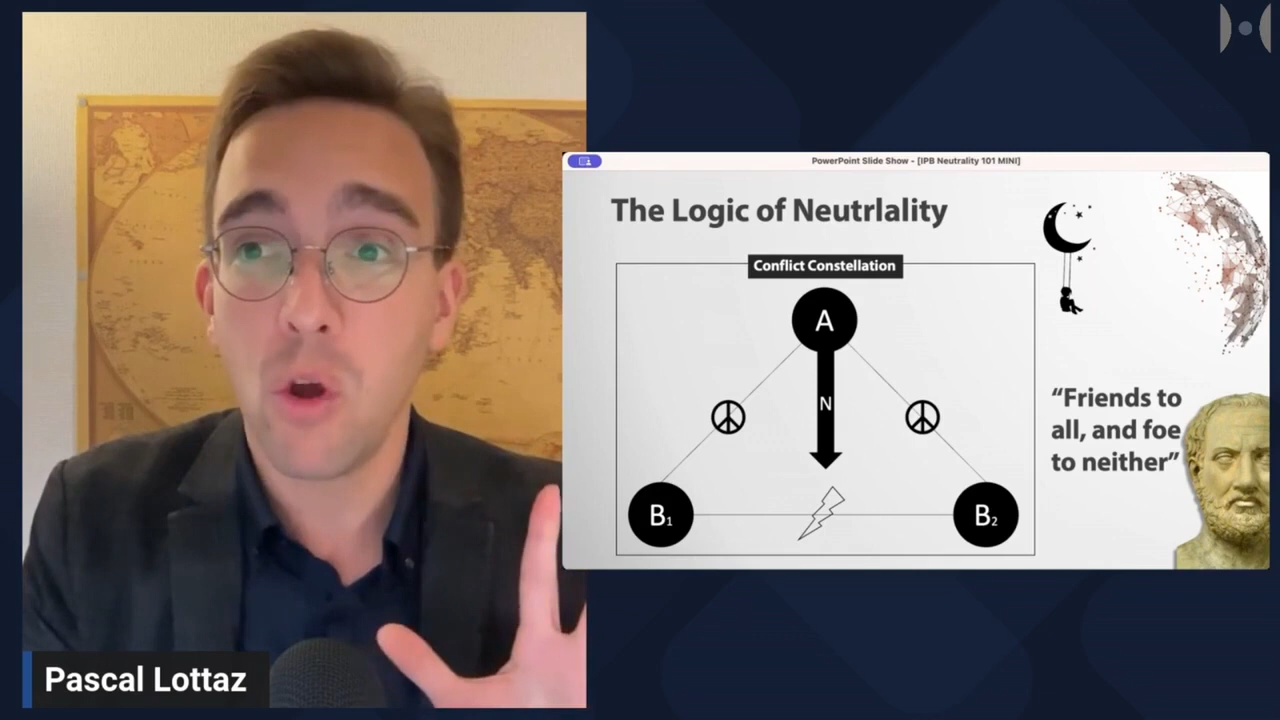 PowerPoint Slide Show - [IPB Neutrality 101 MINI]
The Logic of Neutrlality
Conflict Constellation
A
N
B₁
B₂
“Friends to
all, and foe
to neither”
Pascal Lottaz